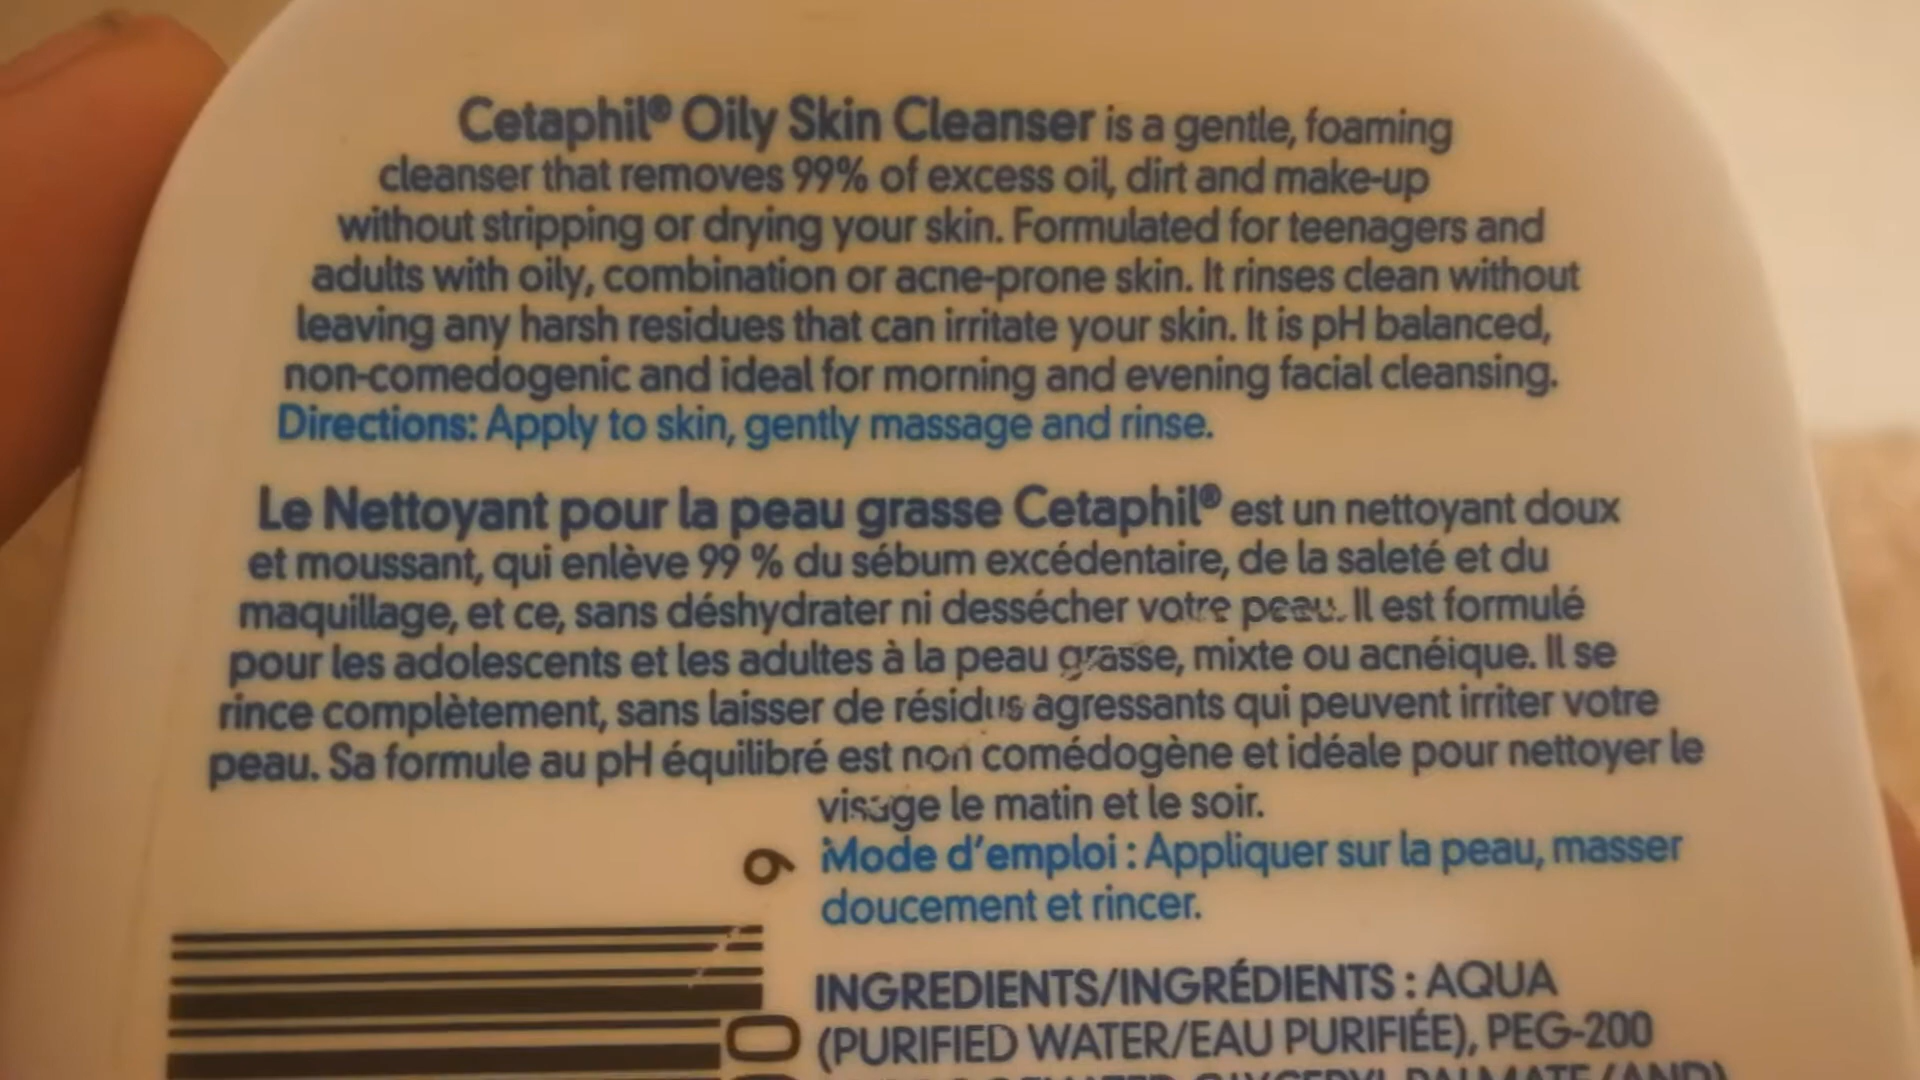 Cetaphil® Oily Skin Cleanser is a gentle, foaming
cleanser that removes 99% of excess oil, dirt and make-up
without stripping or drying your skin. Formulated for teenagers and
adults with oily, combination or acne-prone skin. It rinses clean without
leaving any harsh residues that can irritate your skin. It is pH balanced,
non-comedogenic and ideal for morning and evening facial cleansing.
Directions: Apply to skin, gently massage and rinse.
Le Nettoyant pour la peau grasse Cetaphil® est un nettoyant doux
et moussant, qui enlève 99 % du sébum excédentaire, de la saleté et du
maquillage, et ce, sans déshydrater ni dessécher votre peau. Il est formulé
pour les adolescents et les adultes à la peau grasse, mixte ou acnéique. Il se
rince complètement, sans laisser de résidus agressants qui peuvent irriter votre
peau. Sa formule au pH équilibré est non comédogène et idéale pour nettoyer le
visage le matin et le soir.
Mode d'emploi : Appliquer sur la peau, masser
doucement et rincer.
9
0
INGREDIENTS/INGRÉDIENTS : AQUA
(PURIFIED WATER/EAU PURIFIÉE), PEG-200
GLYCERYL PALMATE (AND)